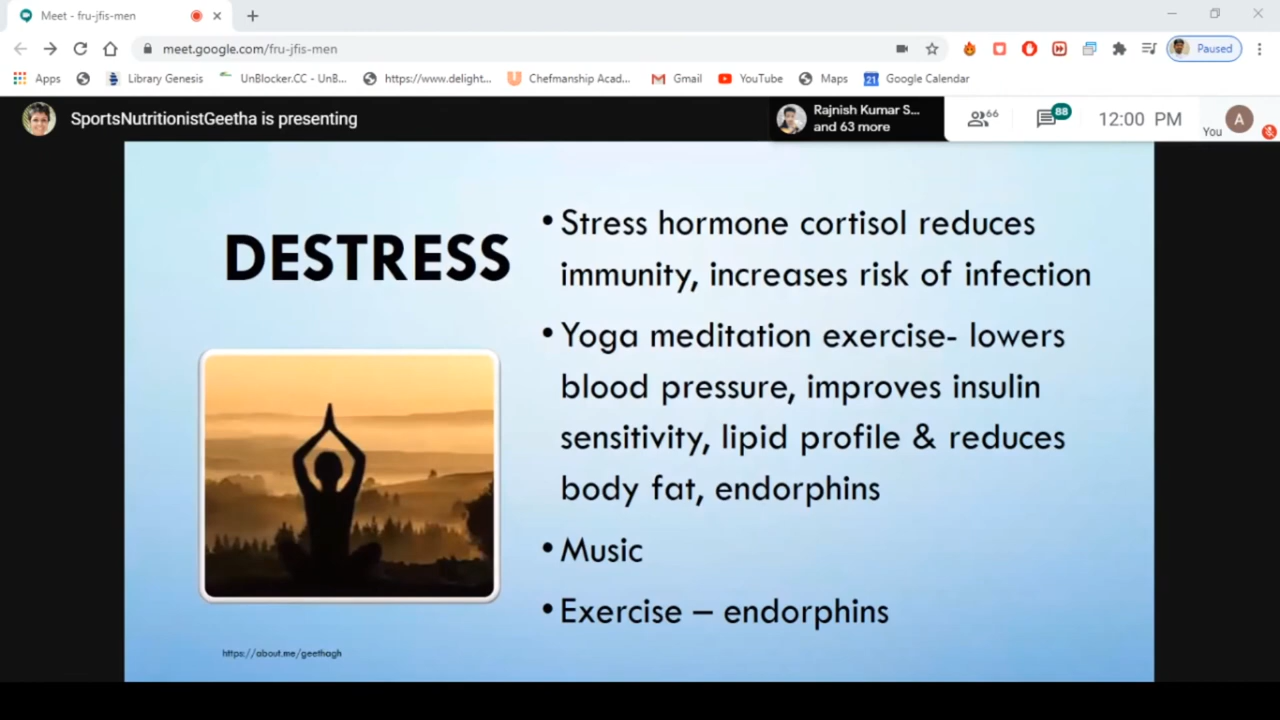 Meet - fru-jfis-men
meet.google.com/fru-jfis-men
Paused
Apps
Library Genesis
UnBlocker.CC - UnB...
https://www.delight...
Chefmanship Acad...
Gmail
YouTube
Maps
21
Google Calendar
SportsNutritionistGeetha is presenting
Rajnish Kumar S...
and 63 more
66
88
12:00 PM
You
A
DESTRESS
• Stress hormone cortisol reduces
immunity, increases risk of infection
• Yoga meditation exercise- lowers
blood pressure, improves insulin
sensitivity, lipid profile & reduces
body fat, endorphins
• Music
• Exercise – endorphins
https://about.me/geethagh